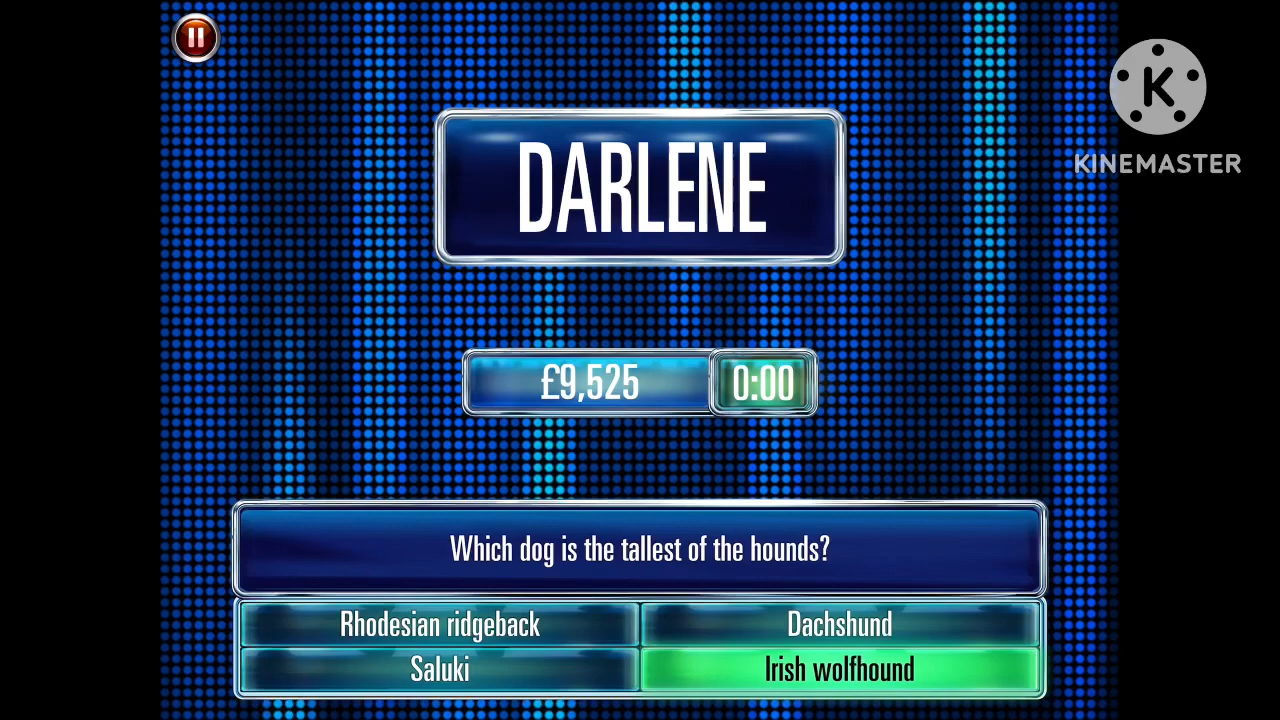 KINEMASTER
DARLENE
£9,525
0:00
Which dog is the tallest of the hounds?
Rhodesian ridgeback
Dachshund
Saluki
Irish wolfhound